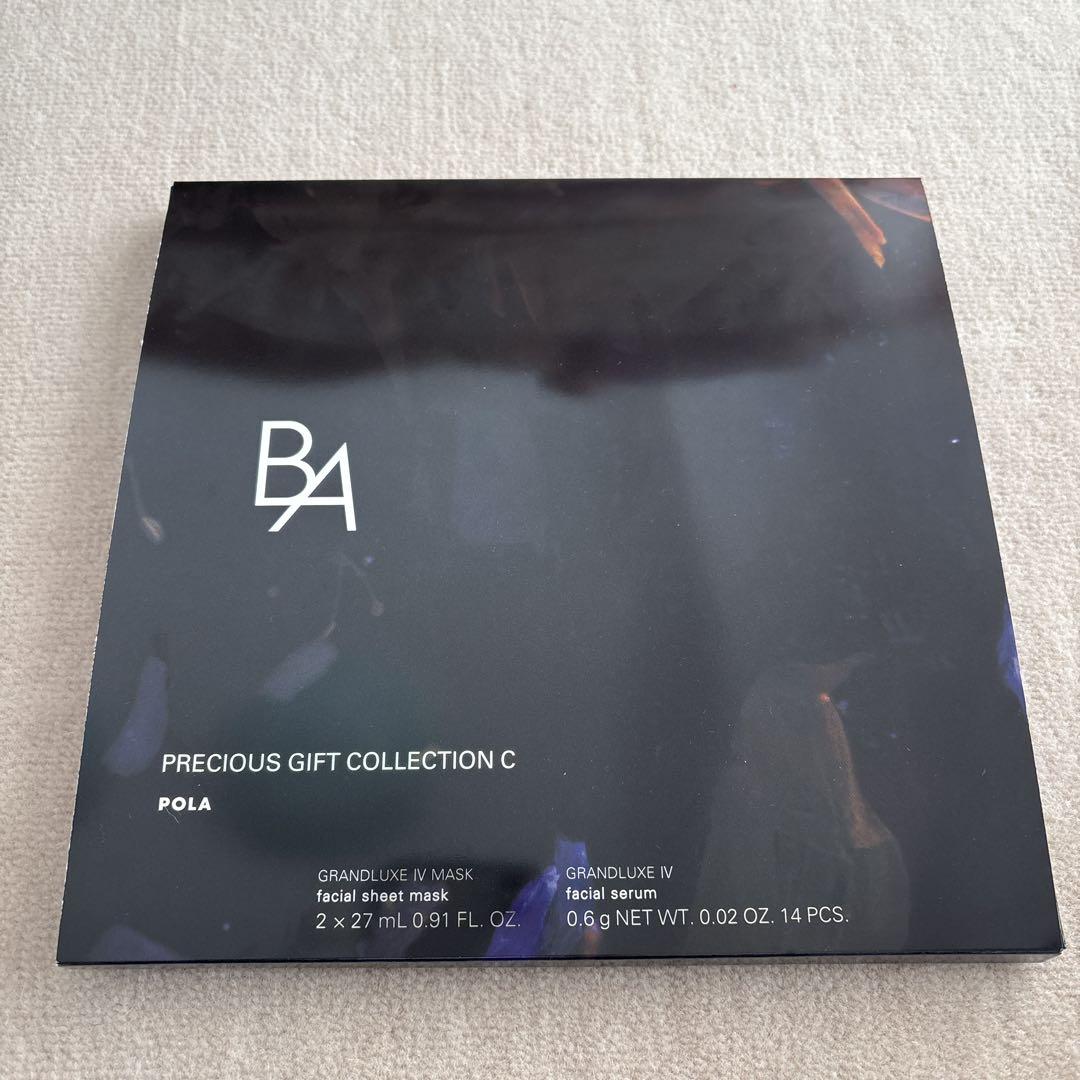 BA
PRECIOUS GIFT COLLECTION C
POLA
GRANDLUXE IV MASK
facial sheet mask
2 × 27 mL 0.91 FL. OZ.
GRANDLUXE IV
facial serum
0.6 g NET WT. 0.02 OZ. 14 PCS.